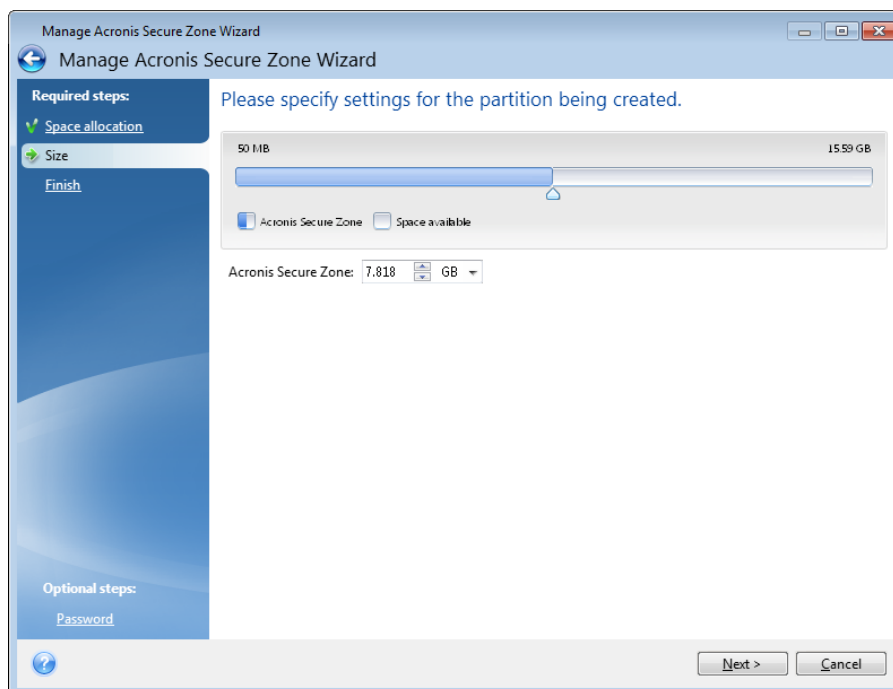 Manage Acronis Secure Zone Wizard
Manage Acronis Secure Zone Wizard
Required steps:
Space allocation
Size
Finish
Please specify settings for the partition being created.
50 MB 15.59 GB
Acronis Secure Zone Space available
Acronis Secure Zone: 7.818 GB
Optional steps:
Password
? Next > Cancel